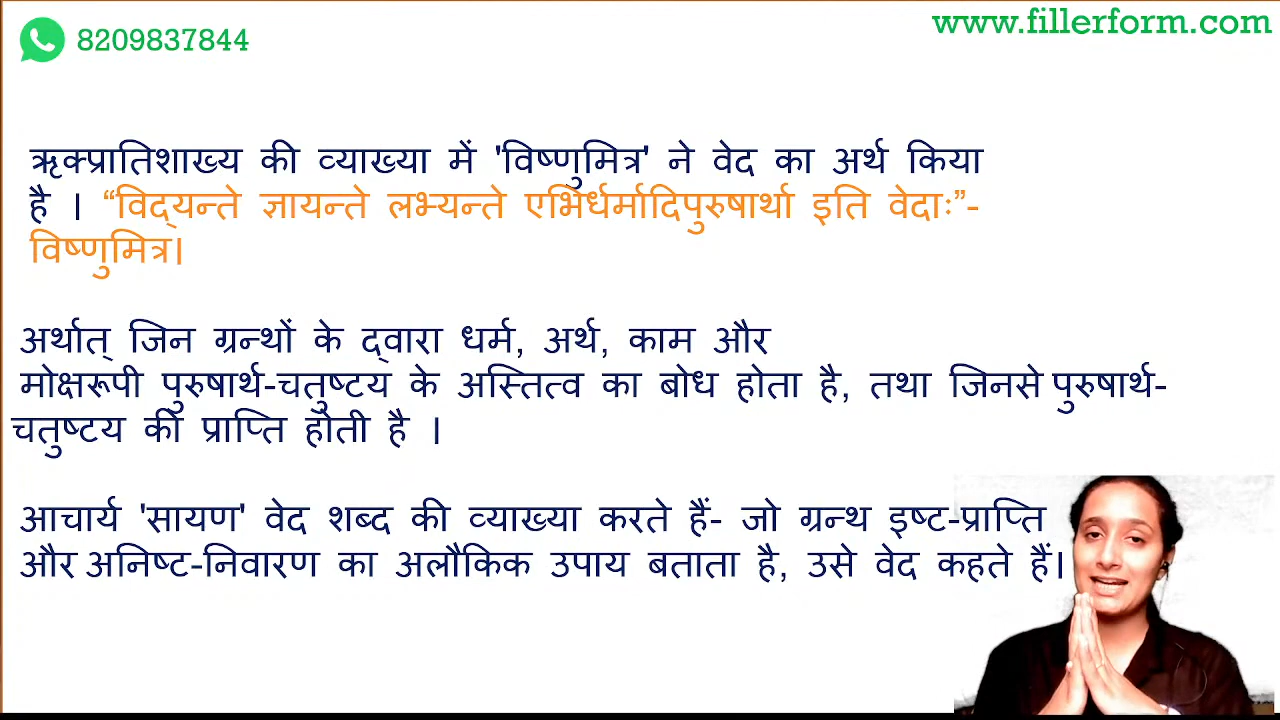 8209837844
www.fillerform.com
ऋक्प्रातिशाख्य की व्याख्या में 'विष्णुमित्र' ने वेद का अर्थ किया
है । “विद्यन्ते ज्ञायन्ते लभ्यन्ते एभिर्धर्मादिपुरुषार्था इति वेदाः”-
विष्णुमित्र।
अर्थात् जिन ग्रन्थों के द्वारा धर्म, अर्थ, काम और
मोक्षरूपी पुरुषार्थ-चतुष्टय के अस्तित्व का बोध होता है, तथा जिनसे पुरुषार्थ-
चतुष्टय की प्राप्ति होती है ।
आचार्य 'सायण' वेद शब्द की व्याख्या करते हैं- जो ग्रन्थ इष्ट-प्राप्ति
और अनिष्ट-निवारण का अलौकिक उपाय बताता है, उसे वेद कहते हैं।